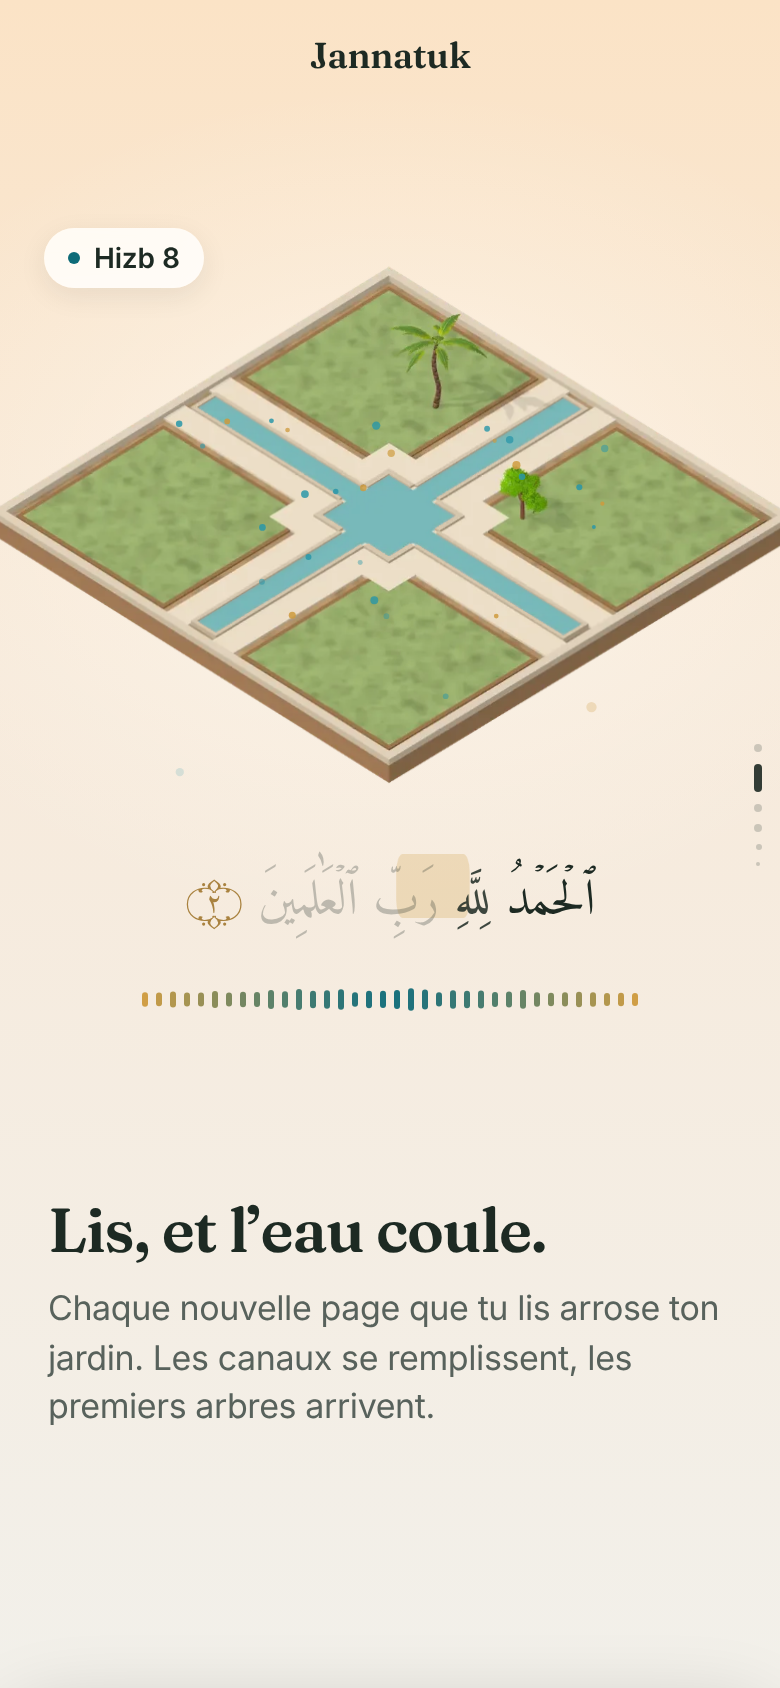 Jannatuk
Hizb 8
ٱلۡحَمۡدُ لِلَّهِ رَبِّ ٱلۡعَٰلَمِينَ ٢
Lis, et l’eau coule.
Chaque nouvelle page que tu lis arrose ton
jardin. Les canaux se remplissent, les
premiers arbres arrivent.